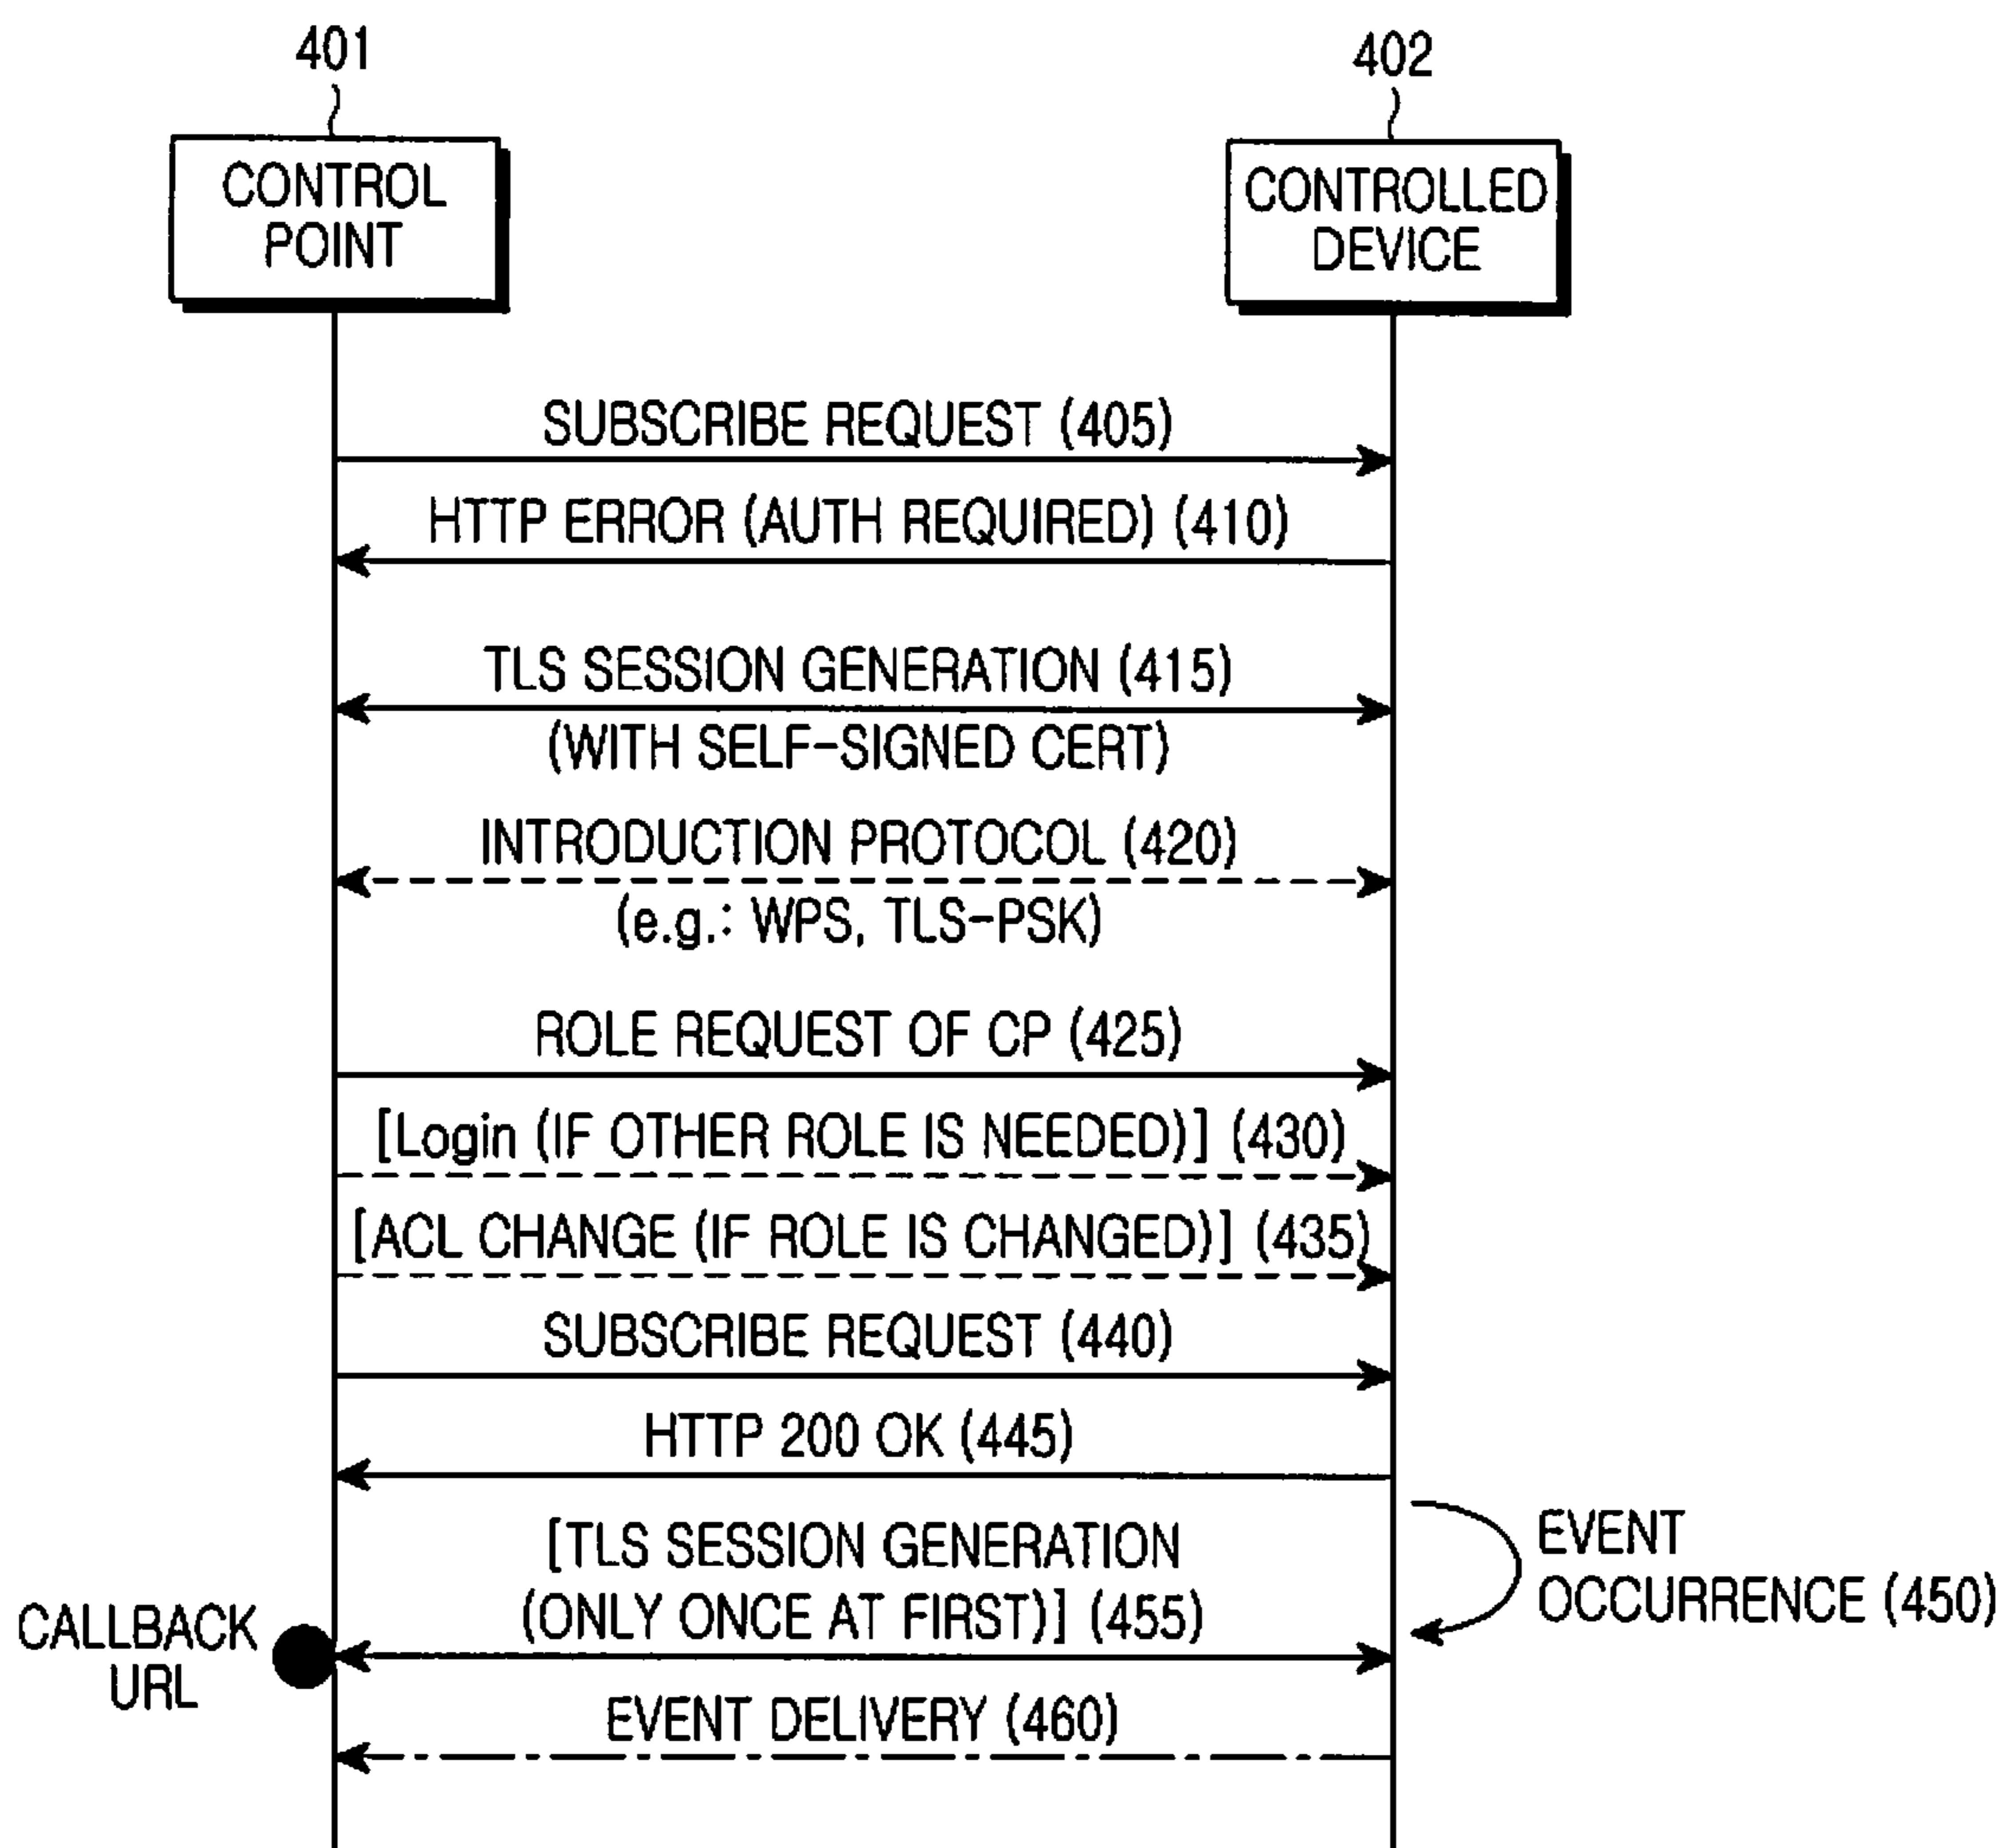 401
402
CONTROL
POINT
CONTROLLED
DEVICE
SUBSCRIBE REQUEST (405)
HTTP ERROR (AUTH REQUIRED) (410)
TLS SESSION GENERATION (415)
(WITH SELF-SIGNED CERT)
INTRODUCTION PROTOCOL (420)
(e.g.: WPS, TLS-PSK)
ROLE REQUEST OF CP (425)
[Login (IF OTHER ROLE IS NEEDED)] (430)
[ACL CHANGE (IF ROLE IS CHANGED)] (435)
SUBSCRIBE REQUEST (440)
HTTP 200 OK (445)
EVENT
OCCURRENCE (450)
[TLS SESSION GENERATION
(ONLY ONCE AT FIRST)] (455)
CALLBACK
URL
EVENT DELIVERY (460)